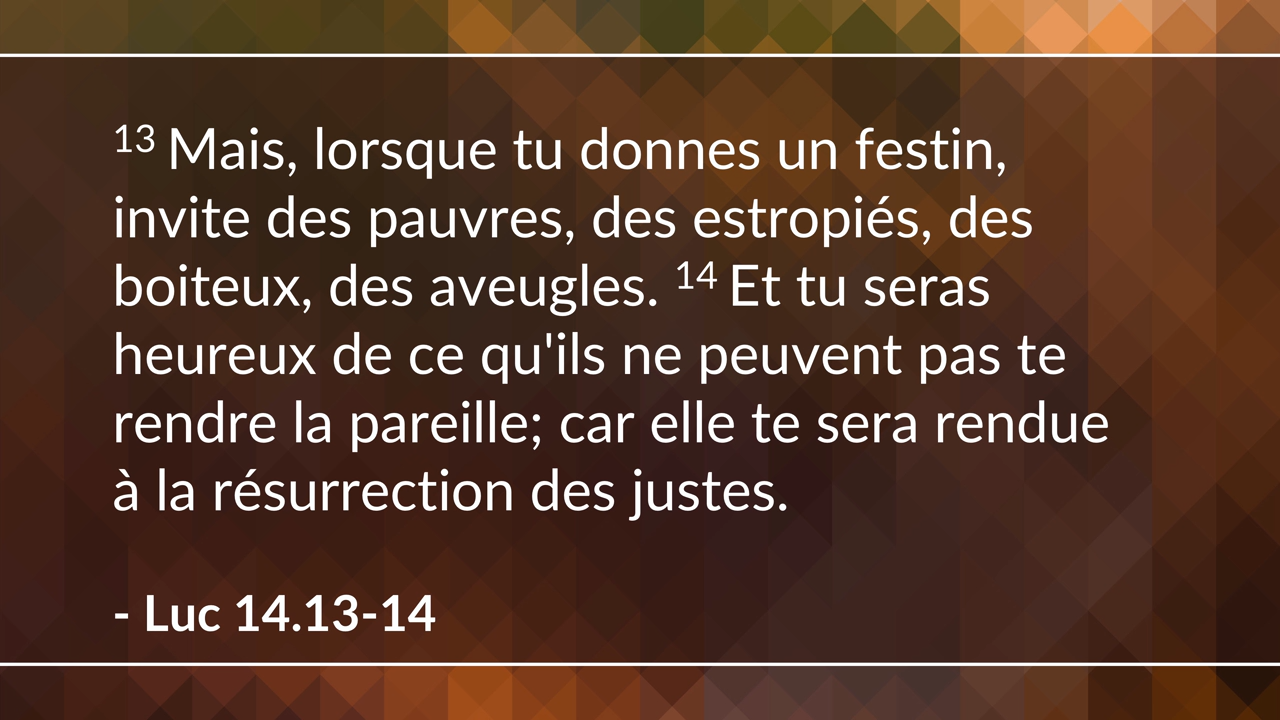 13 Mais, lorsque tu donnes un festin,
invite des pauvres, des estropiés, des
boiteux, des aveugles. 14 Et tu seras
heureux de ce qu'ils ne peuvent pas te
rendre la pareille; car elle te sera rendue
à la résurrection des justes.
- Luc 14.13-14